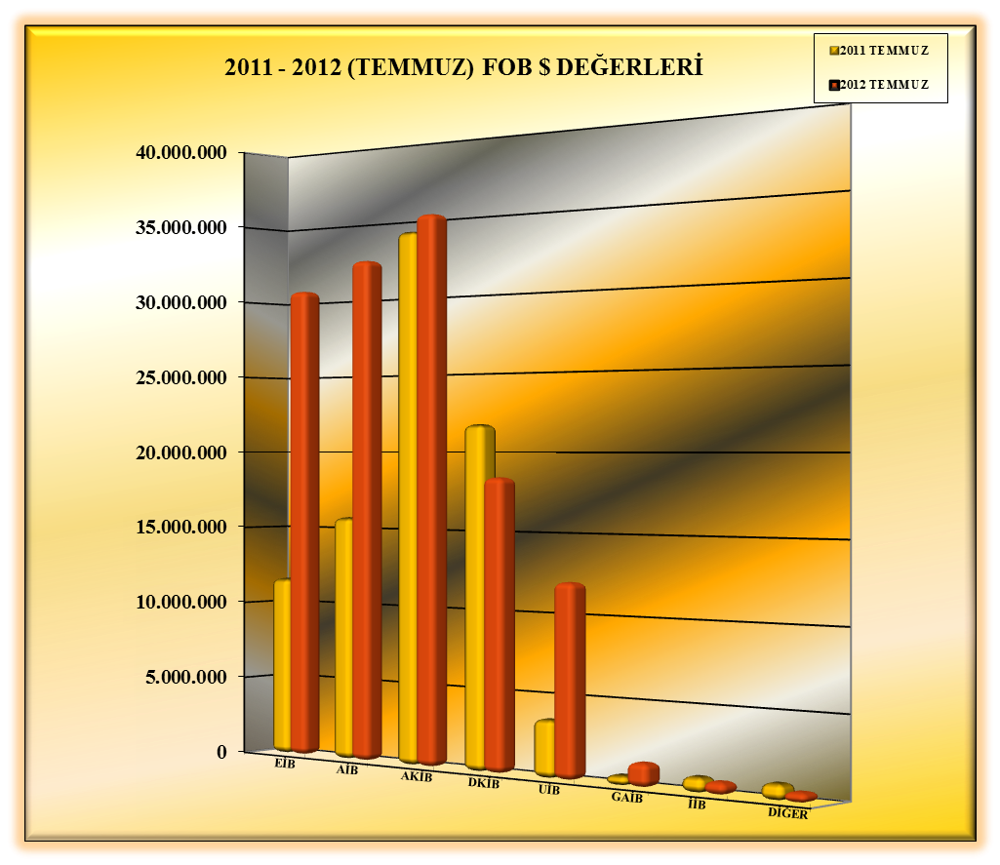 2011 - 2012 (TEMMUZ) FOB $ DEĞERLERİ
2011 TEMMUZ
2012 TEMMUZ
40.000.000
35.000.000
30.000.000
25.000.000
20.000.000
15.000.000
10.000.000
5.000.000
0
EİB
AİB
AKİB
DKİB
UİB
GAİB
İİB
DİĞER